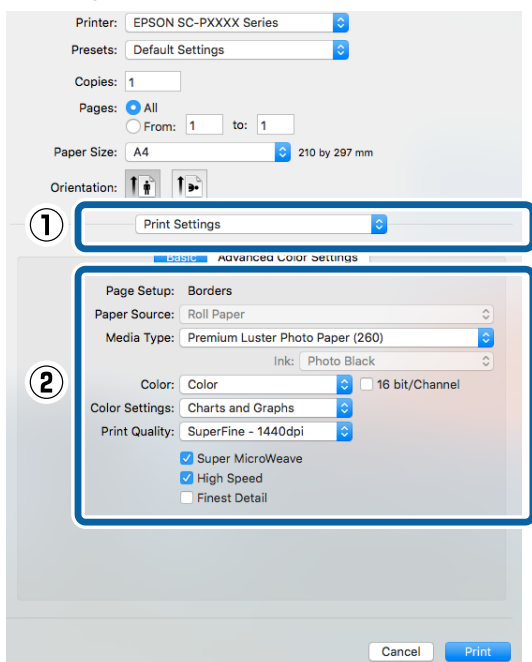 Printer: EPSON SC-PXXXX Series
Presets: Default Settings
Copies: 1
Pages: All
From: 1 to: 1
Paper Size: A4 210 by 297 mm
Orientation:
1 Print Settings
Basic Advanced Color Settings
Page Setup: Borders
Paper Source: Roll Paper
Media Type: Premium Luster Photo Paper (260)
Ink: Photo Black
2
Color: Color 16 bit/Channel
Color Settings: Charts and Graphs
Print Quality: SuperFine - 1440dpi
Super MicroWeave
High Speed
Finest Detail
Cancel Print